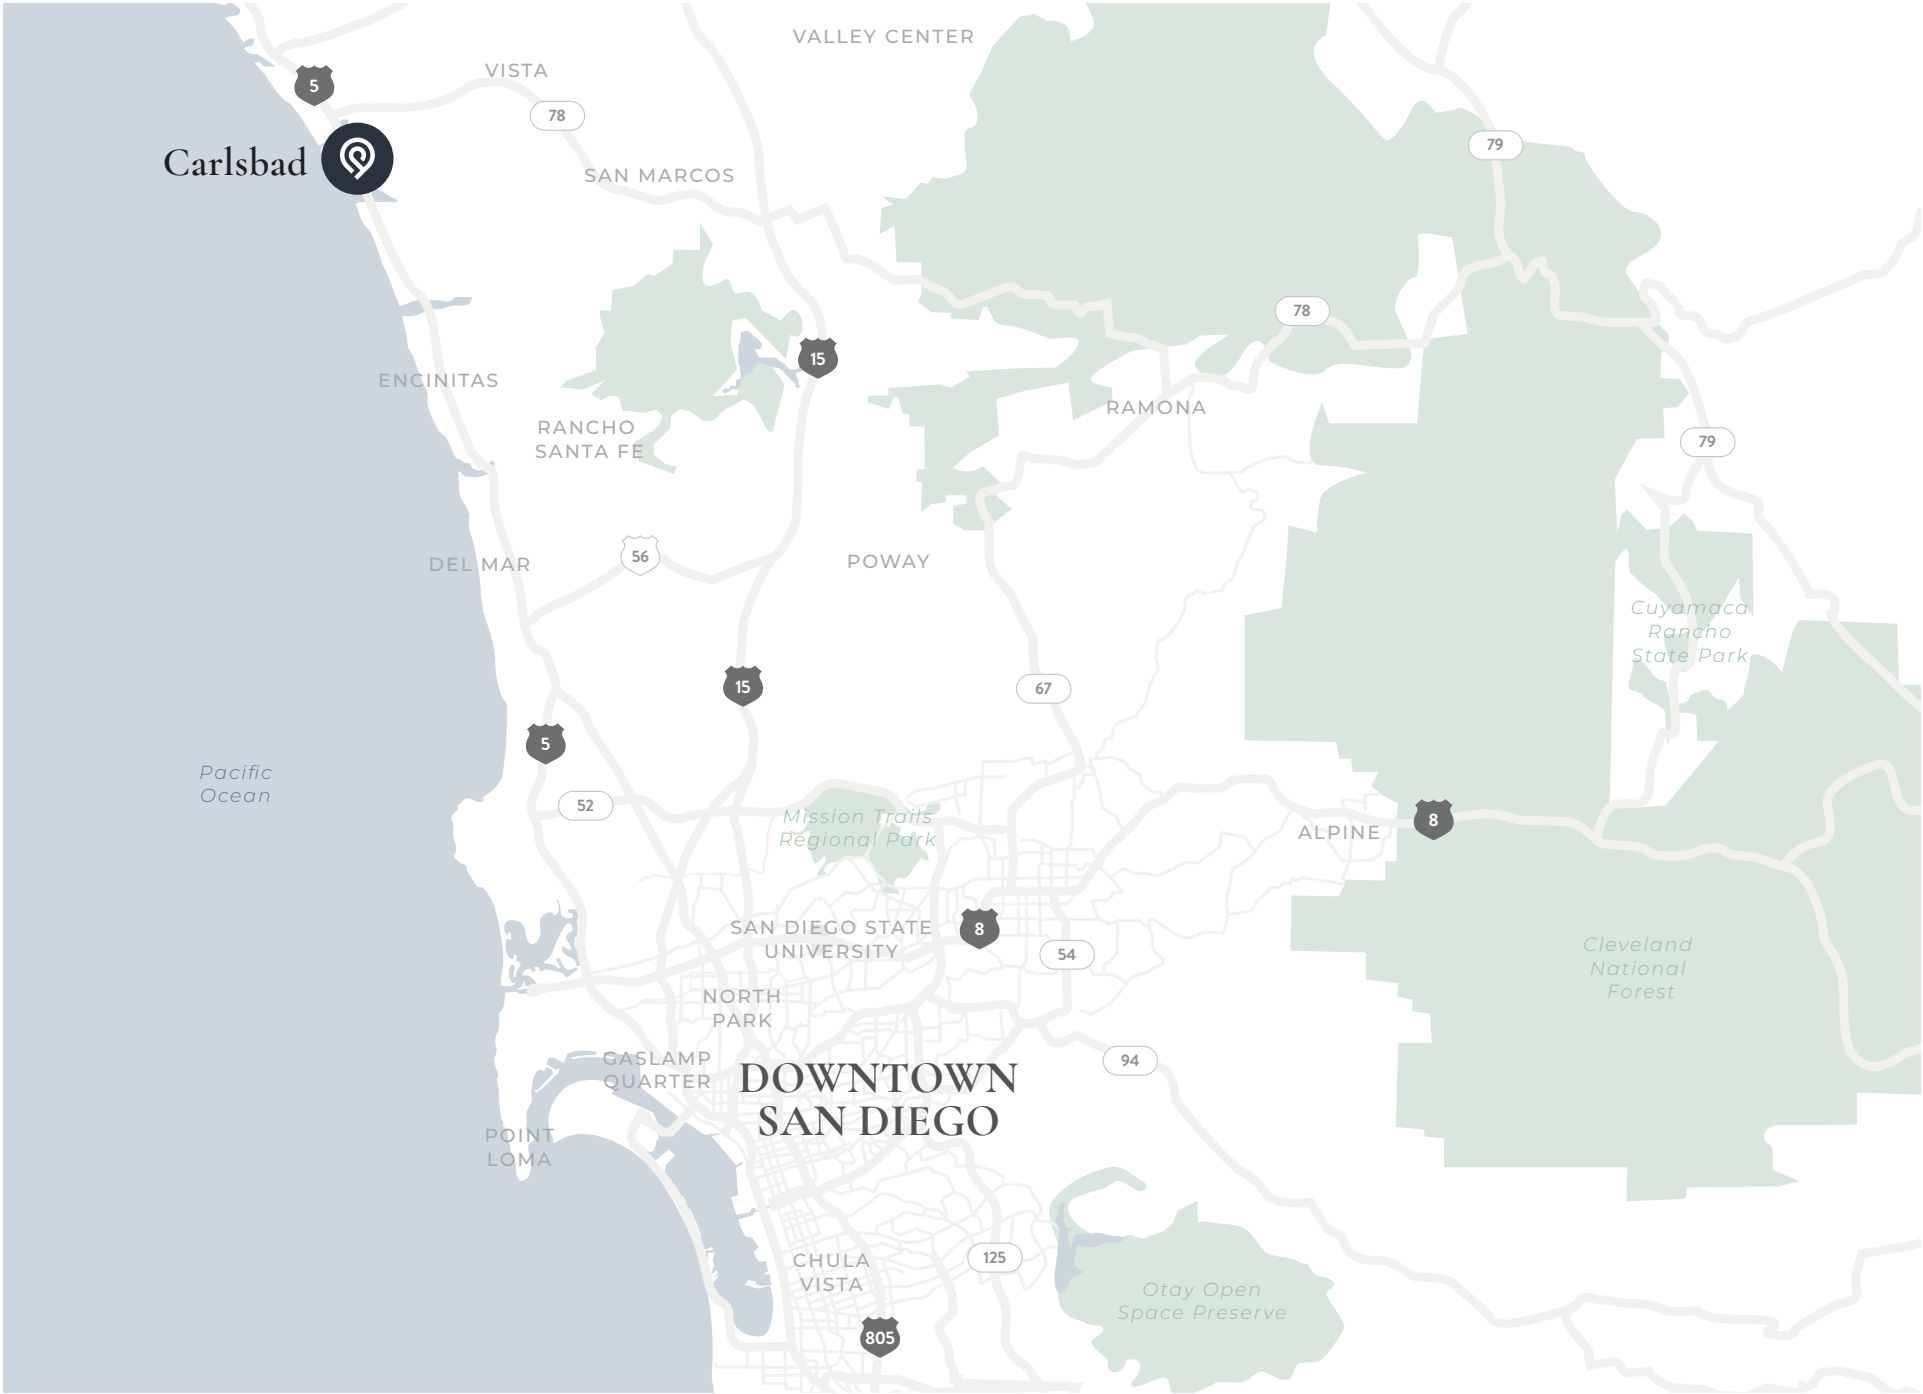 VALLEY CENTER
VISTA
5
78
79
Carlsbad
SAN MARCOS
78
15
ENCINITAS
RAMONA
RANCHO
SANTA FE
79
56
DEL MAR
POWAY
Cuyamaca
Rancho
State Park
15
67
5
Pacific
Ocean
52
Mission Trails
Regional Park
ALPINE
8
SAN DIEGO STATE
UNIVERSITY
8
54
Cleveland
National
Forest
NORTH
PARK
GASLAMP
QUARTER
DOWNTOWN
SAN DIEGO
94
POINT
LOMA
CHULA
VISTA
125
Otay Open
Space Preserve
805